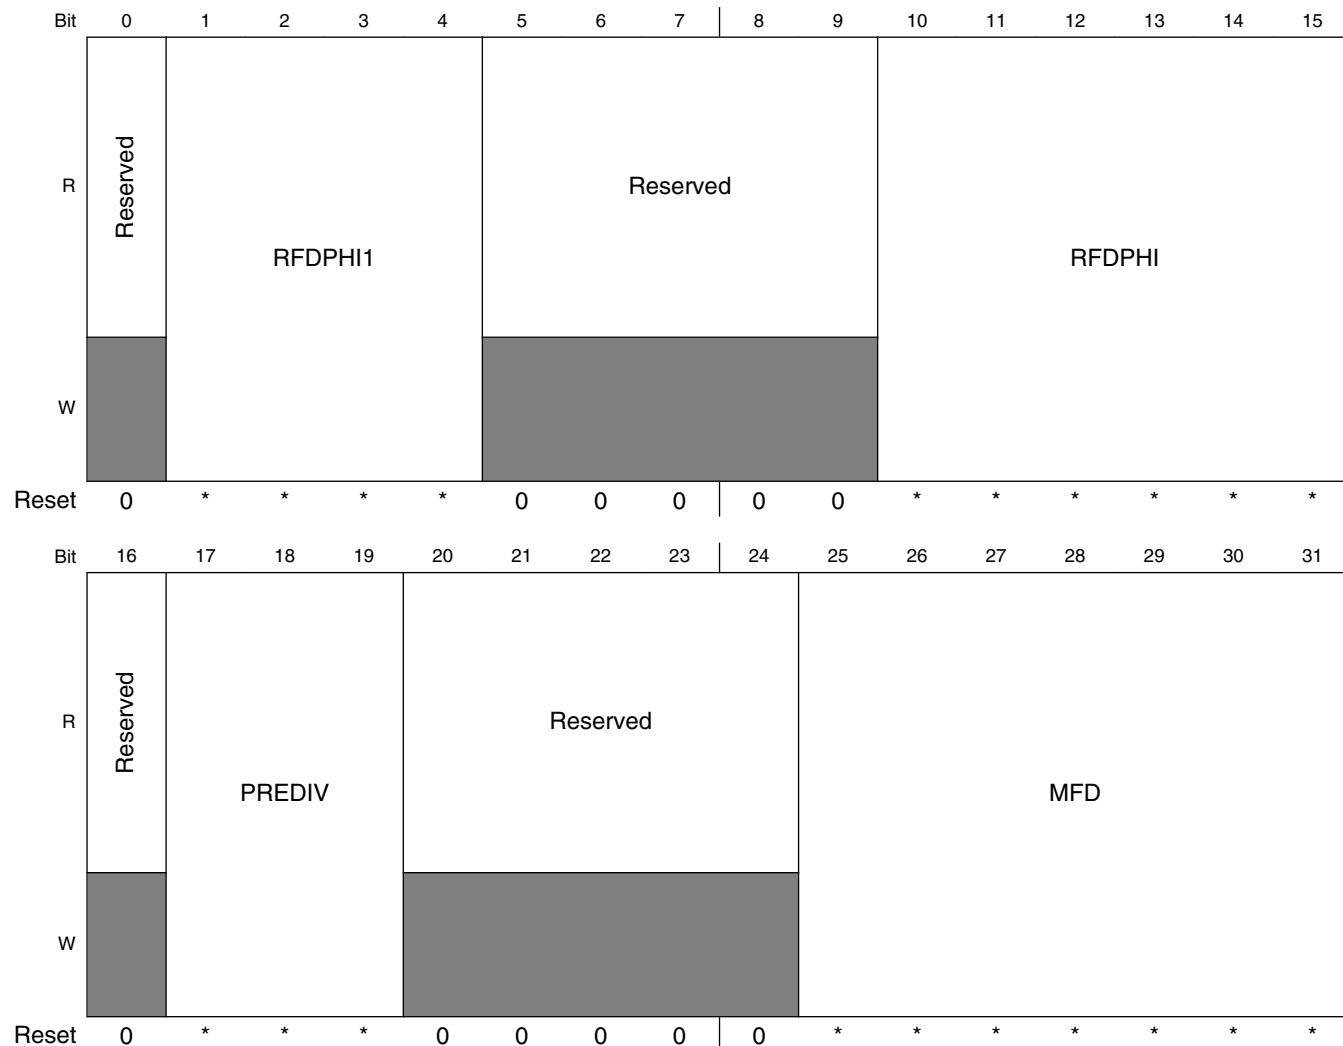 Bit 0 1 2 3 4 5 6 7 8 9 10 11 12 13 14 15
R Reserved Reserved
RFDPHI1 RFDPHI
W
Reset 0 * * * * 0 0 0 0 0 * * * * * *
Bit 16 17 18 19 20 21 22 23 24 25 26 27 28 29 30 31
R Reserved Reserved
PREDIV MFD
W
Reset 0 * * * 0 0 0 0 0 * * * * * * *